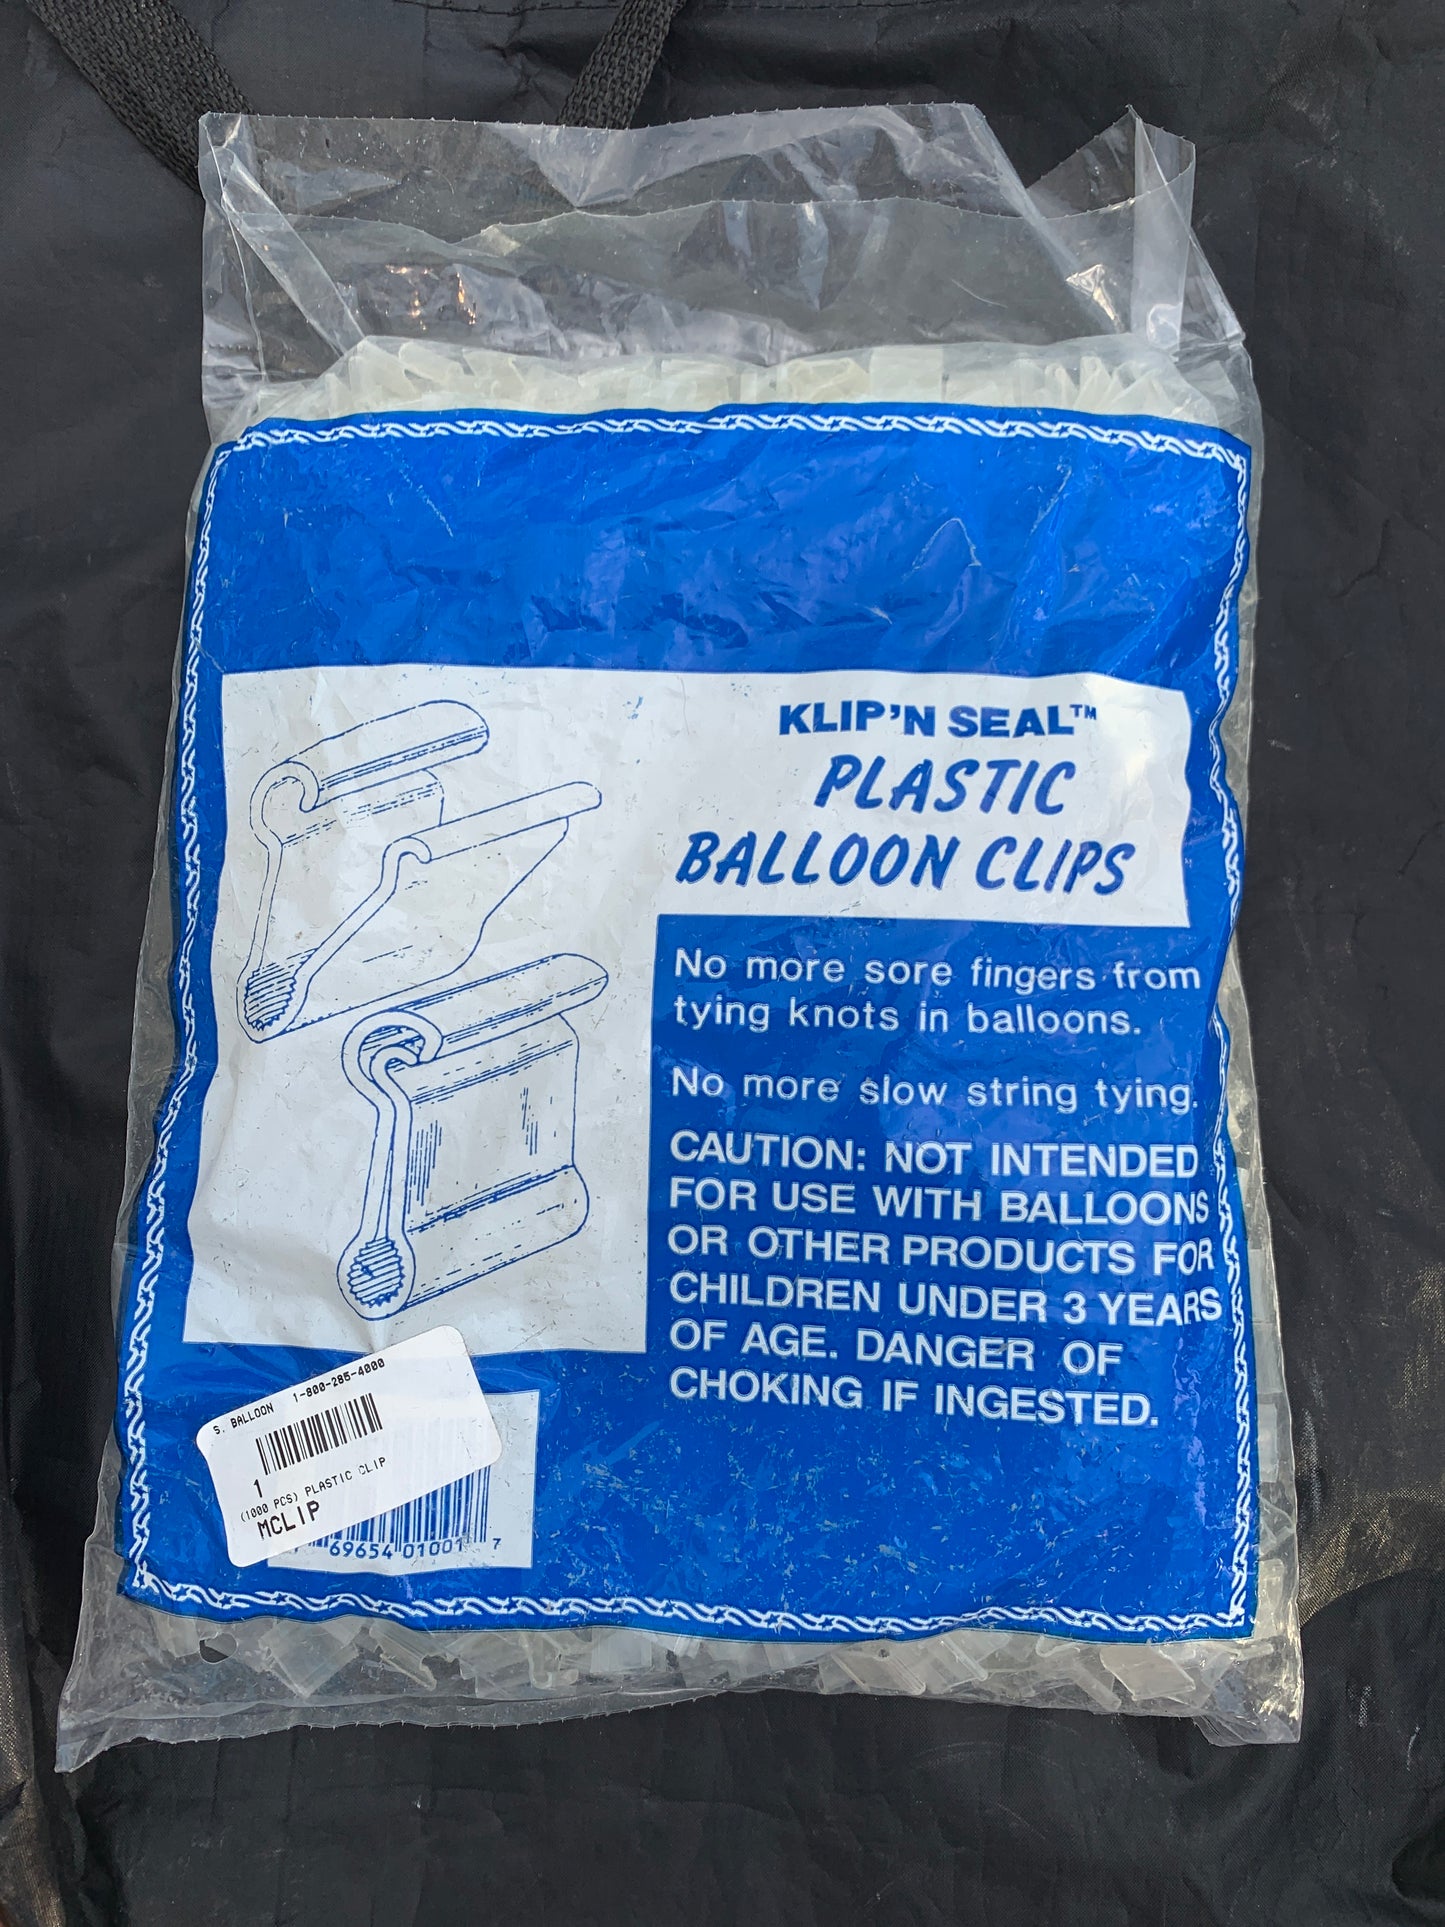 KLIP'N SEAL™
PLASTIC
BALLOON CLIPS
No more sore fingers from
tying knots in balloons.
No more slow string tying.
CAUTION: NOT INTENDED
FOR USE WITH BALLOONS
OR OTHER PRODUCTS FOR
CHILDREN UNDER 3 YEARS
OF AGE. DANGER OF
CHOKING IF INGESTED.
S. BALLOON 1-800-285-4000
1
(1000 PCS) PLASTIC CLIP
MCLIP
69654 01001 7